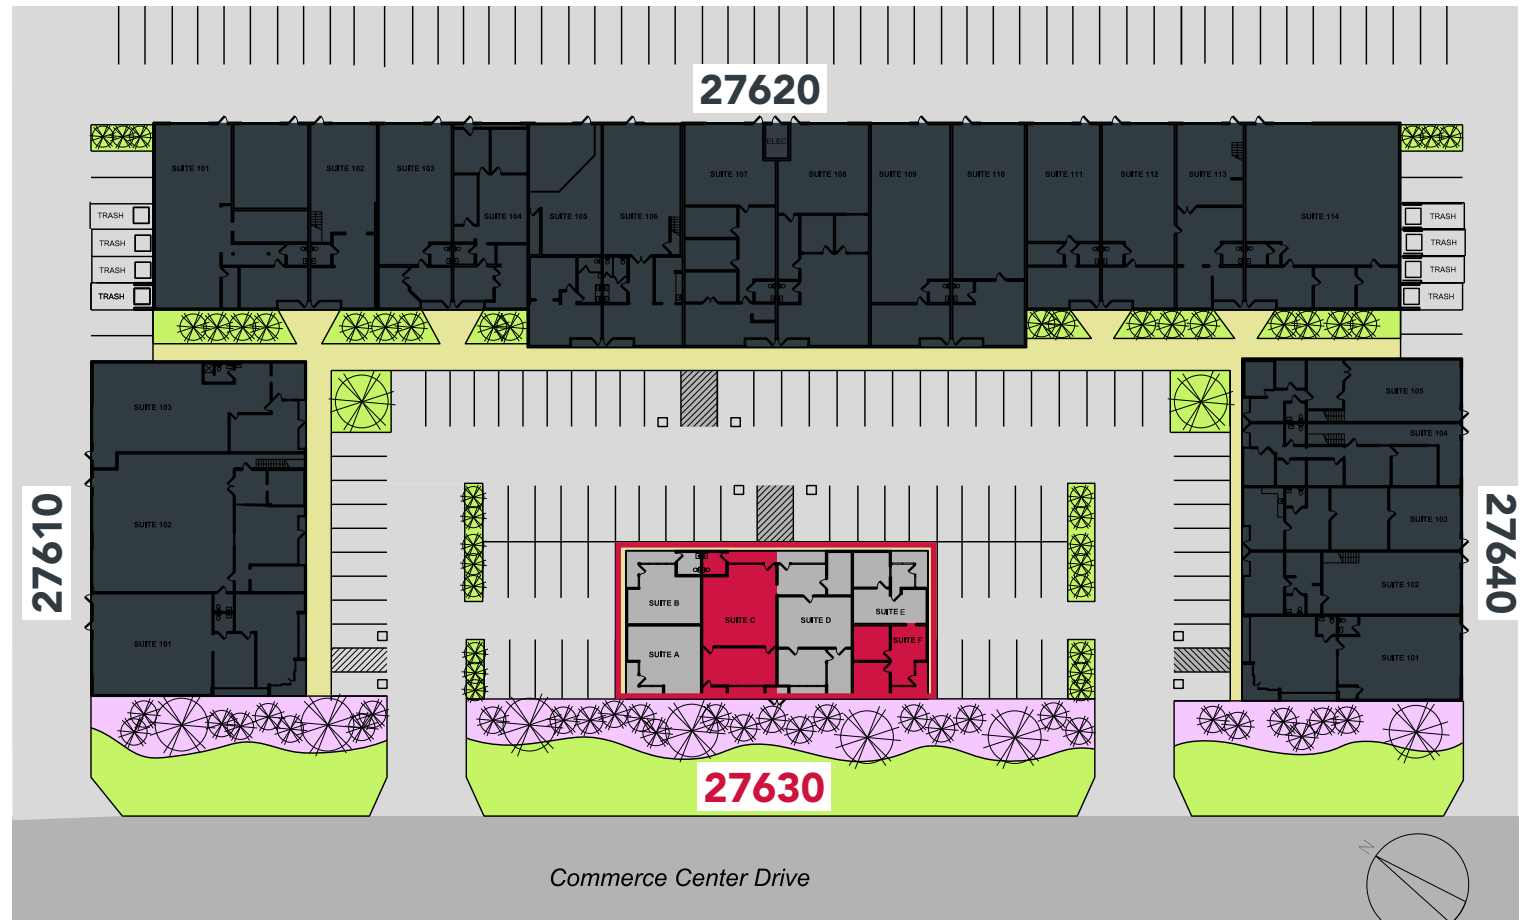 27620
ELEC
SUITE 101
SUITE 102
SUITE 103
SUITE 104
SUITE 105
SUITE 106
SUITE 107
SUITE 108
SUITE 109
SUITE 110
SUITE 111
SUITE 112
SUITE 113
SUITE 114
TRASH
TRASH
TRASH
TRASH
TRASH
TRASH
TRASH
TRASH
27610
SUITE 103
SUITE 102
SUITE 101
SUITE B
SUITE A
SUITE C
SUITE D
SUITE E
SUITE F
27630
27640
SUITE 105
SUITE 104
SUITE 103
SUITE 102
SUITE 101
Commerce Center Drive
N